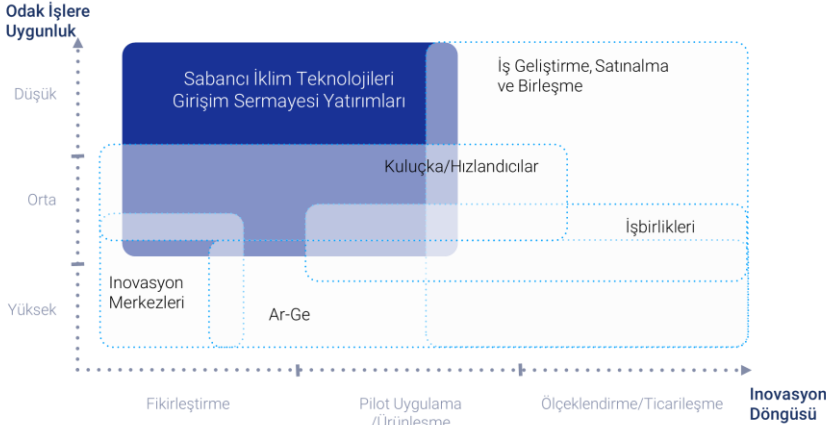 Odak İşlere
Uygunluk
Düşük
Orta
Yüksek
Sabancı İklim Teknolojileri
Girişim Sermayesi Yatırımları
İş Geliştirme, Satınalma
ve Birleşme
Kuluçka/Hızlandıcılar
İşbirlikleri
Inovasyon
Merkezleri
Ar-Ge
Fikirleştirme
Pilot Uygulama
/Ürünleşme
Ölçeklendirme/Ticarileşme
Inovasyon
Döngüsü